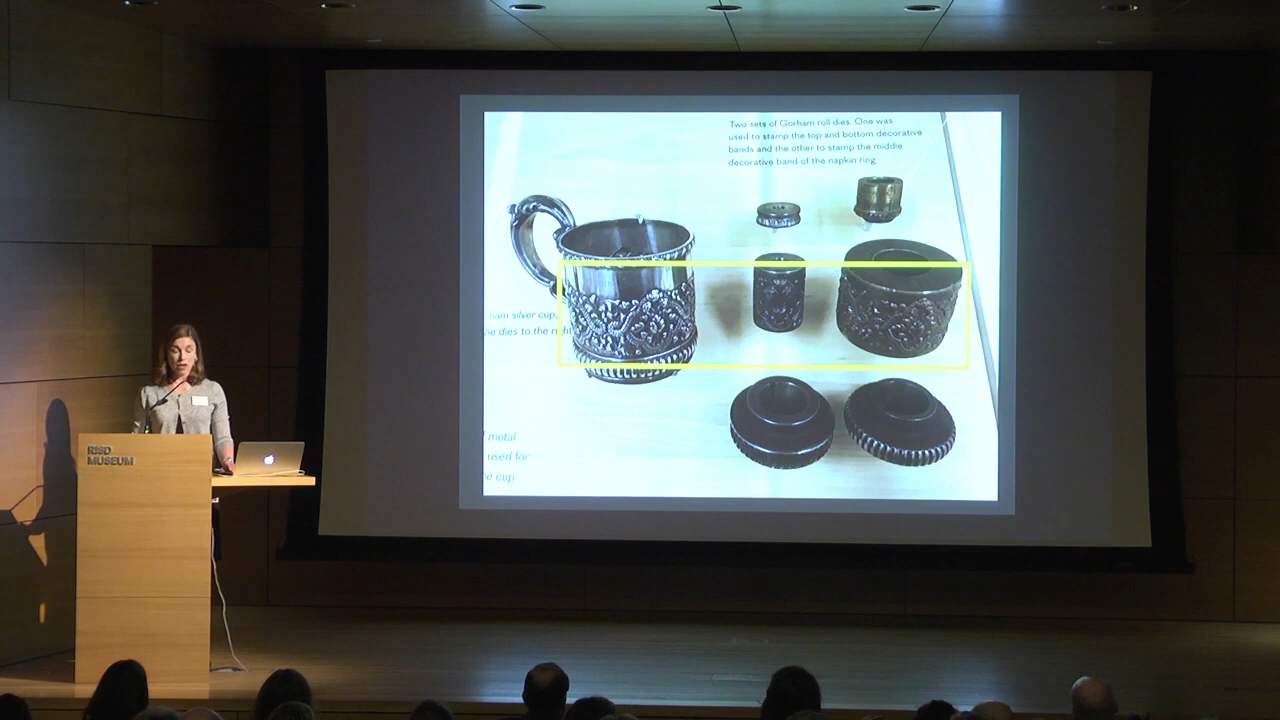 Two sets of Gorham roll dies. One was
used to stamp the top and bottom decorative
bands and the other to stamp the middle
decorative band of the napkin ring.
ham silver cup,
he dies to the right
metal
used for
e cup
RISD
MUSEUM